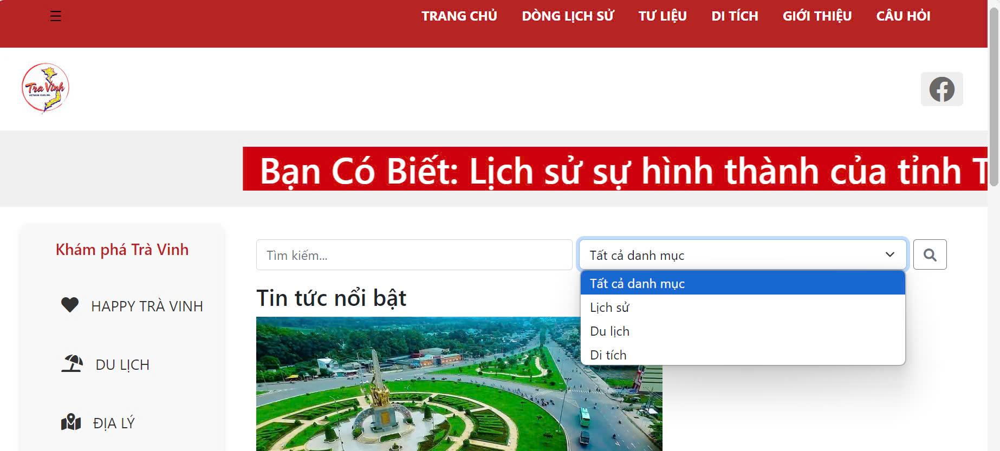 ☰ TRANG CHỦ DÒNG LỊCH SỬ TƯ LIỆU DI TÍCH GIỚI THIỆU CÂU HỎI
Tra Vinh
Bạn Có Biết: Lịch sử sự hình thành của tỉnh T
Khám phá Trà Vinh
HAPPY TRÀ VINH
DU LỊCH
ĐỊA LÝ
Tìm kiếm...
Tất cả danh mục
Tất cả danh mục
Lịch sử
Du lịch
Di tích
Tin tức nổi bật